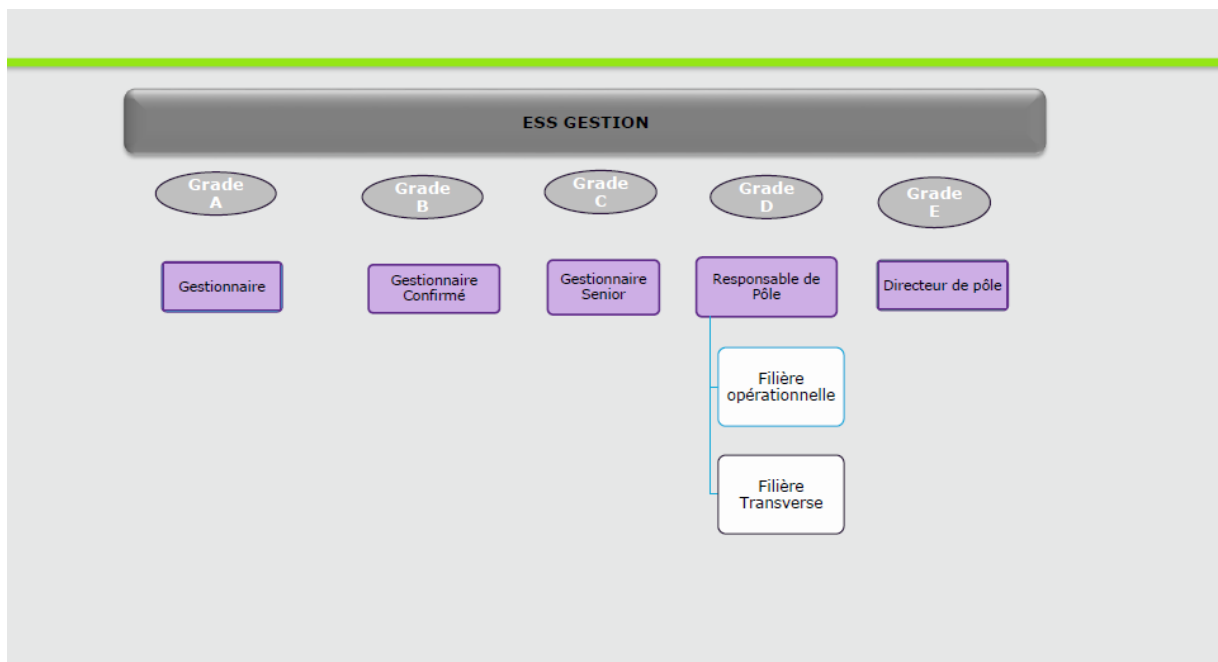 ESS GESTION
Grade
A
Grade
B
Grade
C
Grade
D
Grade
E
Gestionnaire
Gestionnaire
Confirmé
Gestionnaire
Senior
Responsable de
Pôle
Directeur de pôle
Filière
opérationnelle
Filière
Transverse